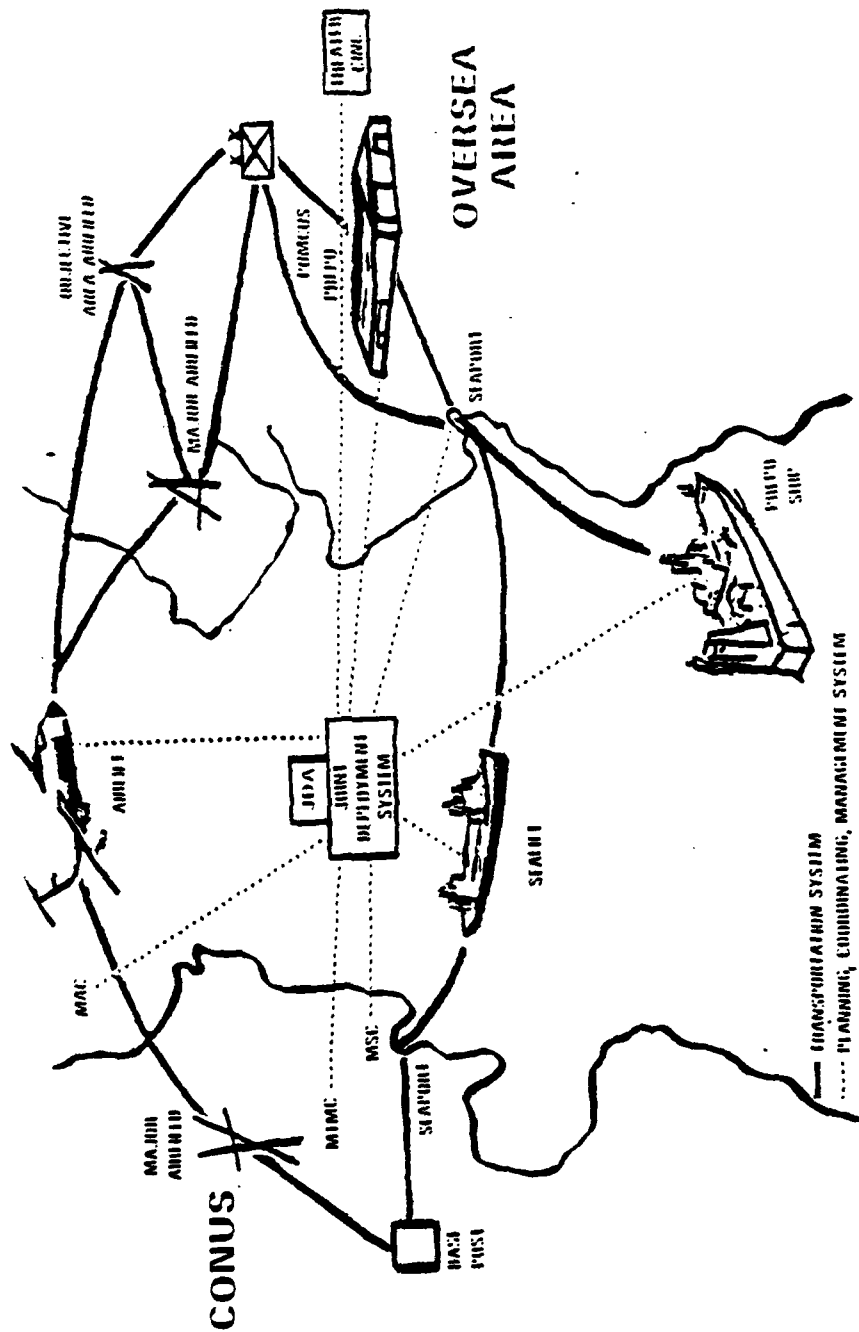 CONUS
MAJOR
AIRFIELD
BASE
POST
MAC
MTMC
MSC
SEAPORT
AIRLIFT
JDA
JOINT
DEPLOYMENT
SYSTEM
SEALIFT
OBJECTIVE
AREA AIRFIELD
MAJOR AIRFIELD
POMCUS
PREPO
THEATER
CINC
SEAPORT
OVERSEA
AREA
PREPO
SHIP
TRANSPORTATION SYSTEM
PLANNING, COORDINATING, MANAGEMENT SYSTEM